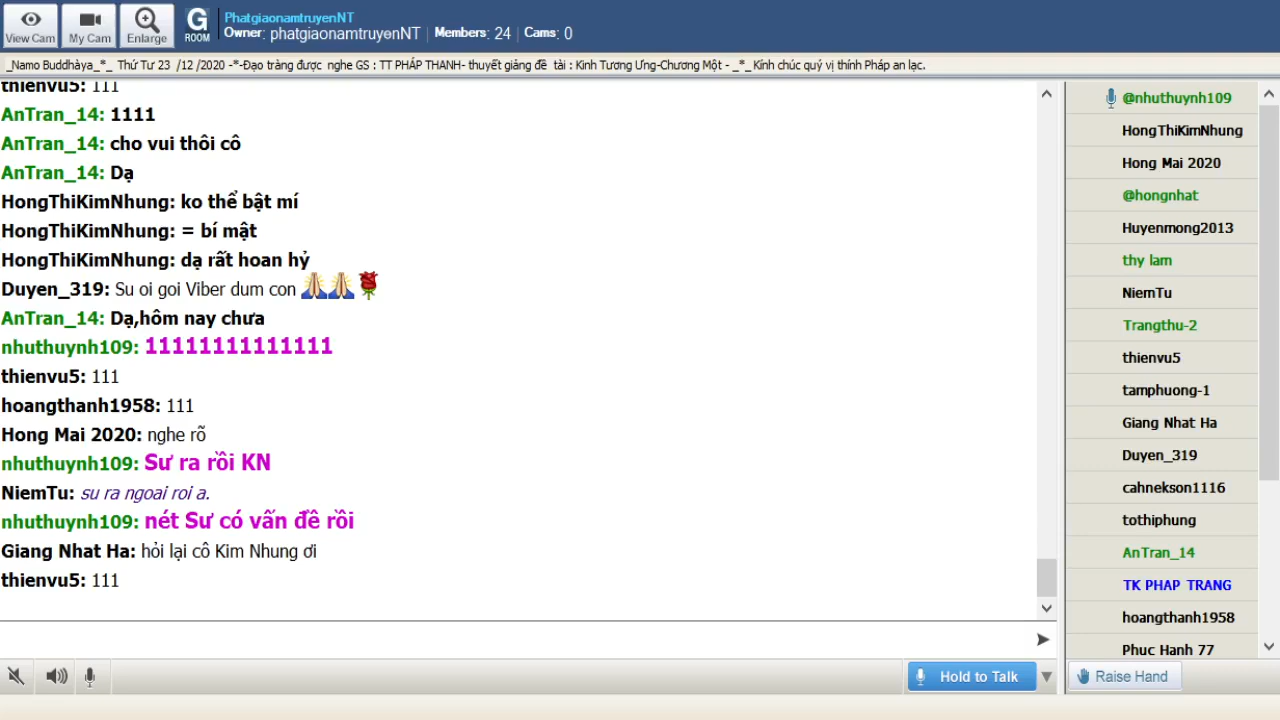 View Cam
My Cam
Enlarge
G
ROOM
PhatgiaonamtruyenNT
Owner: phatgiaonamtruyenNT | Members: 24 | Cams: 0
_Namo Buddhàya_*_ Thứ Tư 23 /12 /2020 -*-Đạo tràng được nghe GS : TT PHÁP THANH- thuyết giảng đề tài : Kinh Tương Ưng-Chương Một - _*_ Kính chúc quý vị thính Pháp an lạc.
thienvu5: 111
AnTran_14: 1111
AnTran_14: cho vui thôi cô
AnTran_14: Dạ
HongThiKimNhung: ko thể bật mí
HongThiKimNhung: = bí mật
HongThiKimNhung: dạ rất hoan hỷ
Duyen_319: Su oi goi Viber dum con
AnTran_14: Dạ,hôm nay chưa
nhuthuynh109: 11111111111111
thienvu5: 111
hoangthanh1958: 111
Hong Mai 2020: nghe rõ
nhuthuynh109: Sư ra rồi KN
NiemTu: su ra ngoai roi a.
nhuthuynh109: nét Sư có vấn đề rồi
Giang Nhat Ha: hỏi lại cô Kim Nhung ơi
thienvu5: 111
@nhuthuynh109
HongThiKimNhung
Hong Mai 2020
@hongnhat
Huyenmong2013
thy lam
NiemTu
Trangthu-2
thienvu5
tamphuong-1
Giang Nhat Ha
Duyen_319
cahnekson1116
tothiphung
AnTran_14
TK PHAP TRANG
hoangthanh1958
Phuc Hanh 77
Hold to Talk
Raise Hand